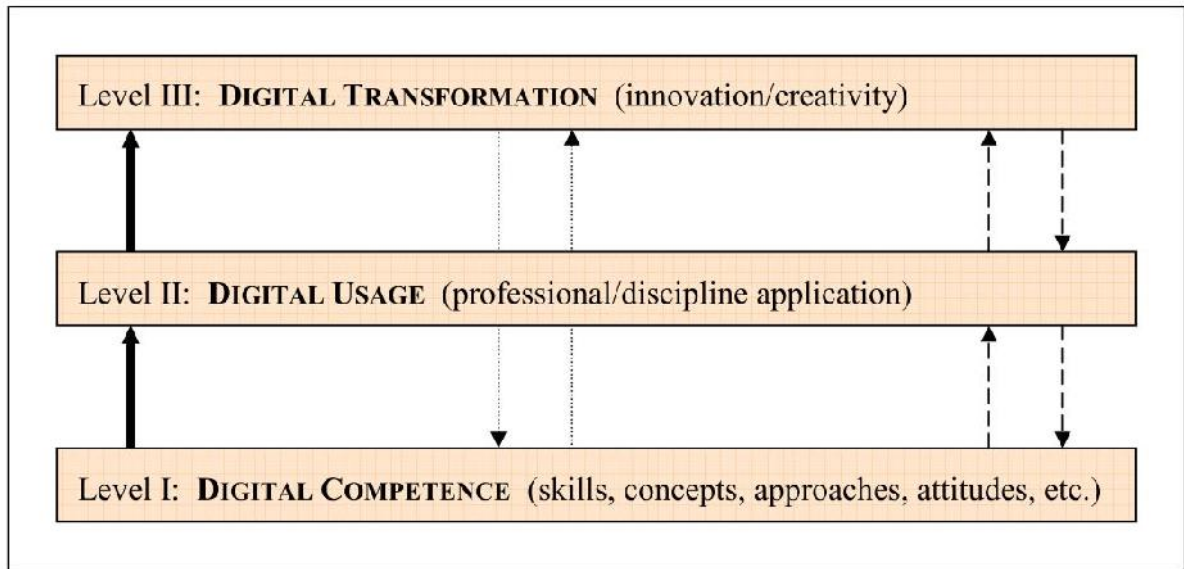 Level III: DIGITAL TRANSFORMATION (innovation/creativity)
Level II: DIGITAL USAGE (professional/discipline application)
Level I: DIGITAL COMPETENCE (skills, concepts, approaches, attitudes, etc.)